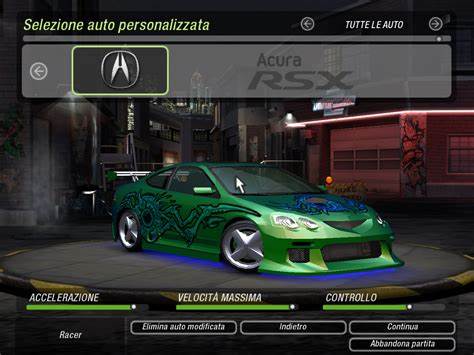 Selezione auto personalizzata
TUTTE LE AUTO
Acura
RSX
ACCELERAZIONE
VELOCITÀ MASSIMA
CONTROLLO
Racer
Elimina auto modificata
Indietro
Continua
Abbandona partita